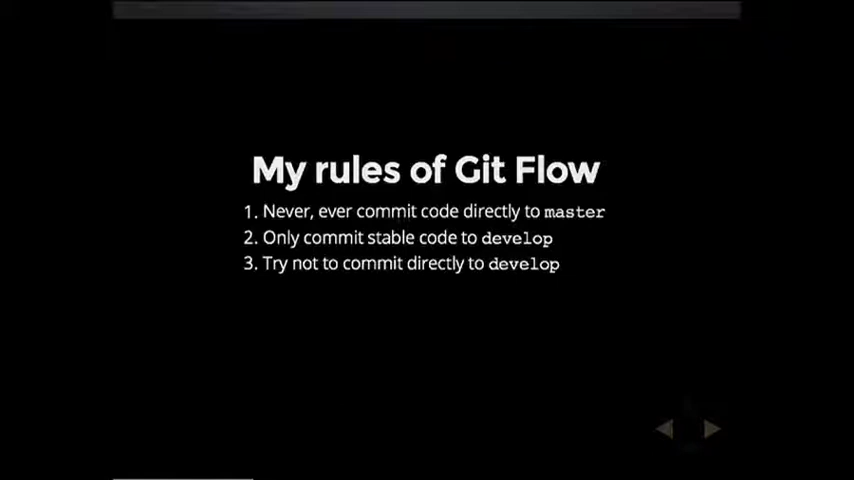 My rules of Git Flow
1. Never, ever commit code directly to master
2. Only commit stable code to develop
3. Try not to commit directly to develop